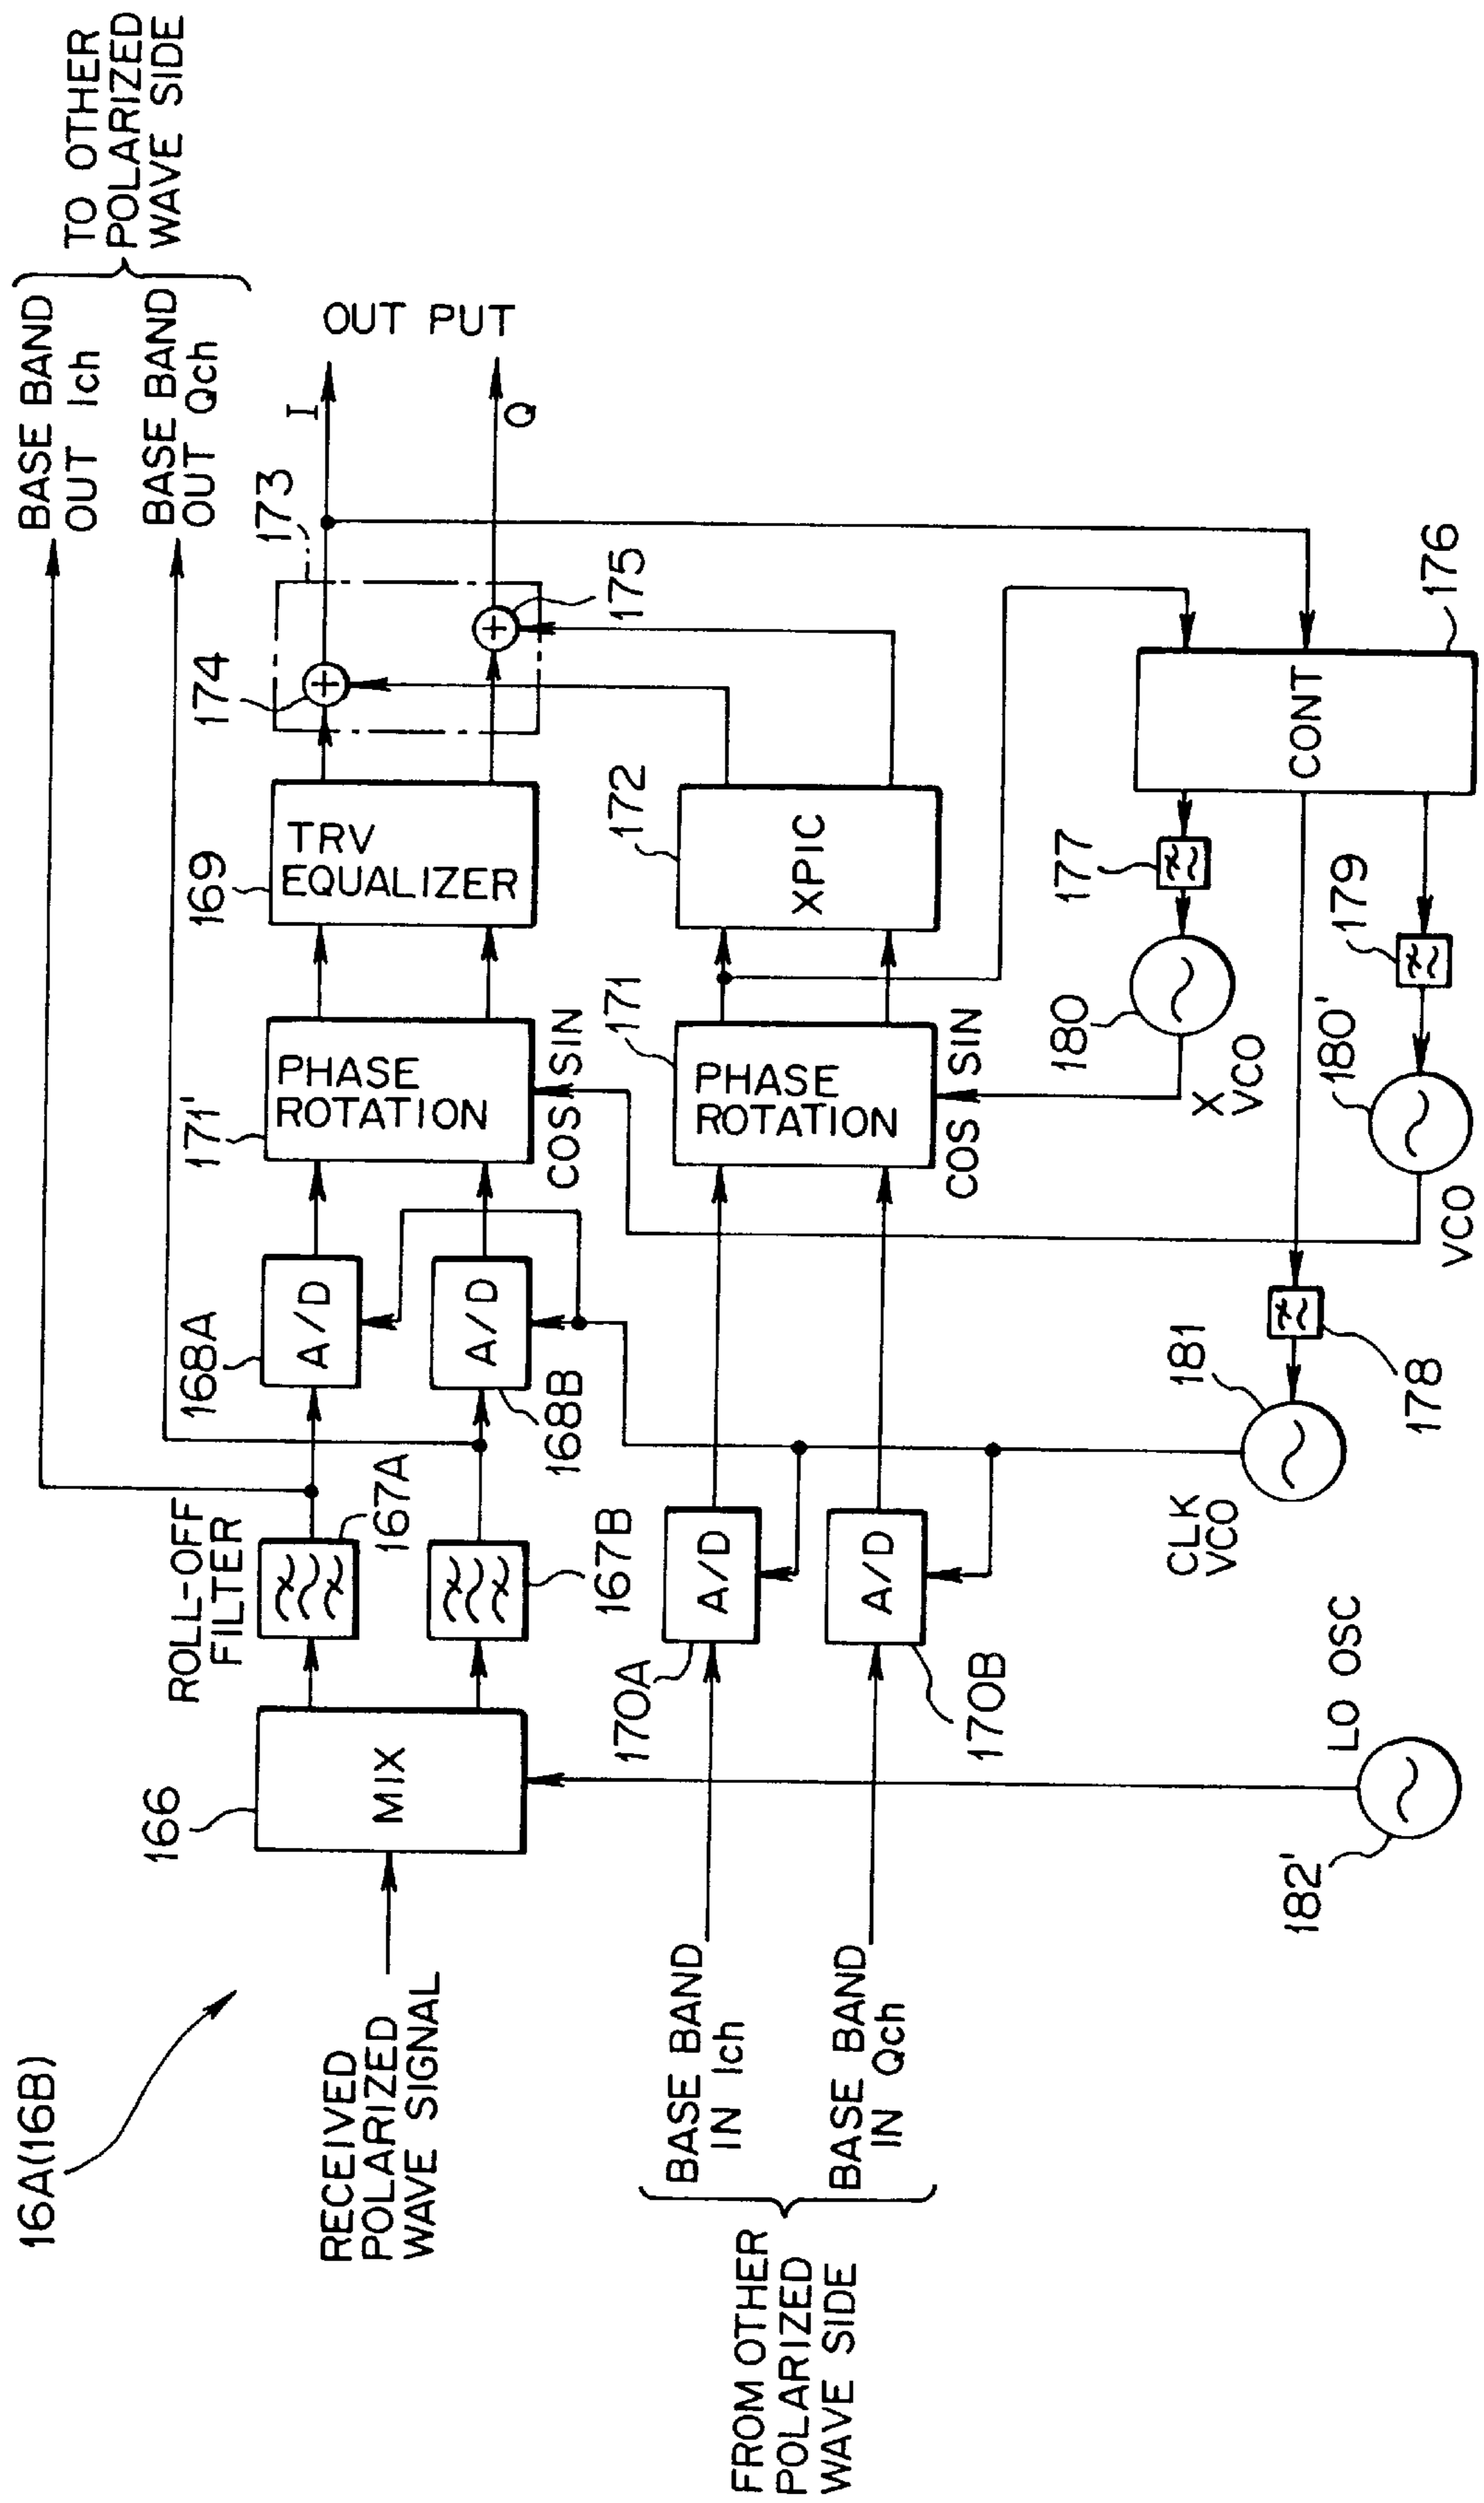 16A(16B)
BASE BAND
OUT Ich
BASE BAND
OUT Qch
TO OTHER
POLARIZED
WAVE SIDE
RECEIVED
POLARIZED
WAVE SIGNAL
166
MIX
ROLL-OFF
FILTER
167A
167B
168A
A/D
168B
A/D
171'
PHASE
ROTATION
COS SIN
169
TRV
EQUALIZER
174
173
175
I
Q
OUT PUT
FROM OTHER
POLARIZED
WAVE SIDE
BASE BAND
IN Ich
BASE BAND
IN Qch
170A
A/D
170B
A/D
171
PHASE
ROTATION
COS SIN
172
XPIC
182'
LO OSC
CLK
VCO
181
178
180
X
VCO
177
VCO
180'
179
CONT
176